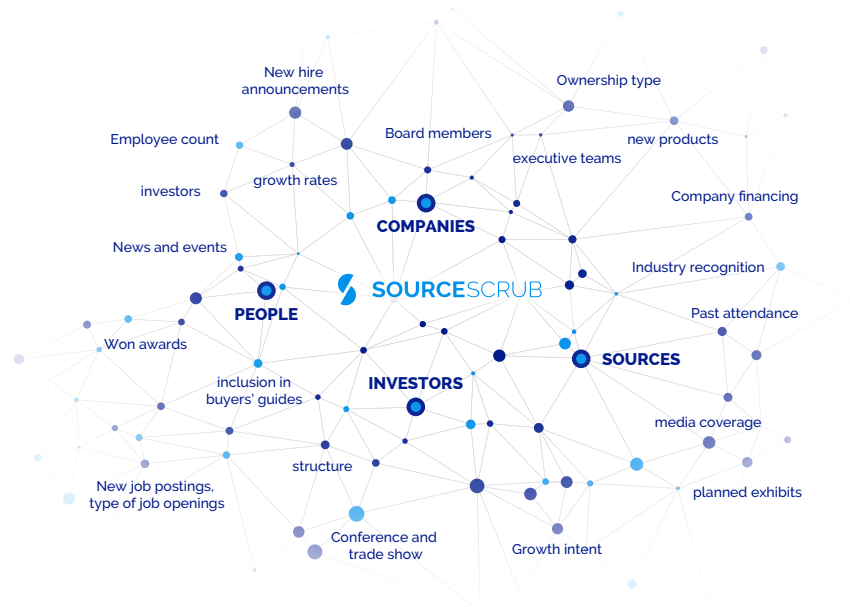 New hire
announcements
Ownership type
Employee count
Board members
new products
executive teams
growth rates
investors
Company financing
COMPANIES
News and events
Industry recognition
SOURCESCRUB
PEOPLE
Past attendance
Won awards
SOURCES
inclusion in
buyers’ guides
INVESTORS
media coverage
structure
New job postings,
type of job openings
planned exhibits
Conference and
trade show
Growth intent